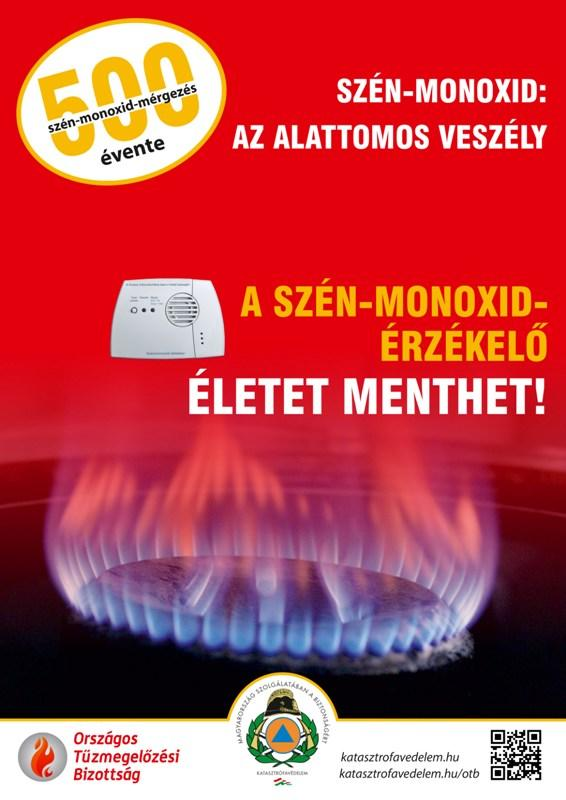 500
szén-monoxid-mérgezés
évente
SZÉN-MONOXID:
AZ ALATTOMOS VESZÉLY
A SZÉN-MONOXID-
ÉRZÉKELŐ
ÉLETET MENTHET!
MAGYARORSZÁG SZOLGÁLATÁBAN A BIZTONSÁGÉRT
KATASZTRÓFAVÉDELEM
Országos
Tűzmegelőzési
Bizottság
katasztrofavedelem.hu
katasztrofavedelem.hu/otb